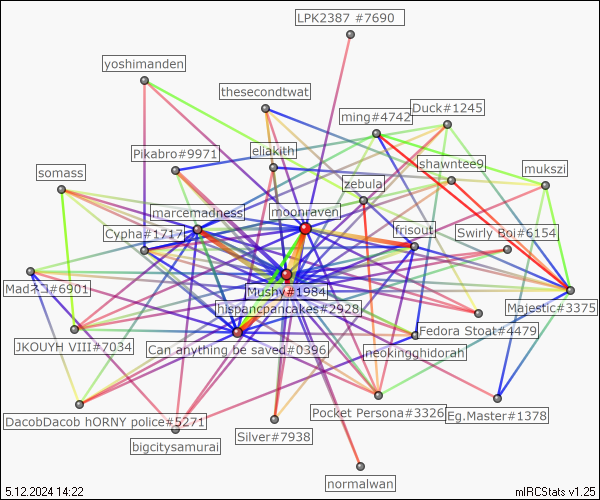 LPK2387 #7690
yoshimanden
thesecondtwat
Duck#1245
ming#4742
Pikabro#9971
eliakith
shawntee9
mukszi
somass
zebula
marcemadness
moonraven
Cypha#1717
frisout
Swirly Boi#6154
Mushy#1984
Madネコ#6901
hispancpancakes#2928
Majestic#3375
JKOUYH VIII#7034
Can anything be saved#0396
Fedora Stoat#4479
neokingghidorah
DacobDacob hORNY police#5271
Pocket Persona#3326
Eg.Master#1378
bigcitysamurai
Silver#7938
normalwan
5.12.2024 14:22
mIRCStats v1.25